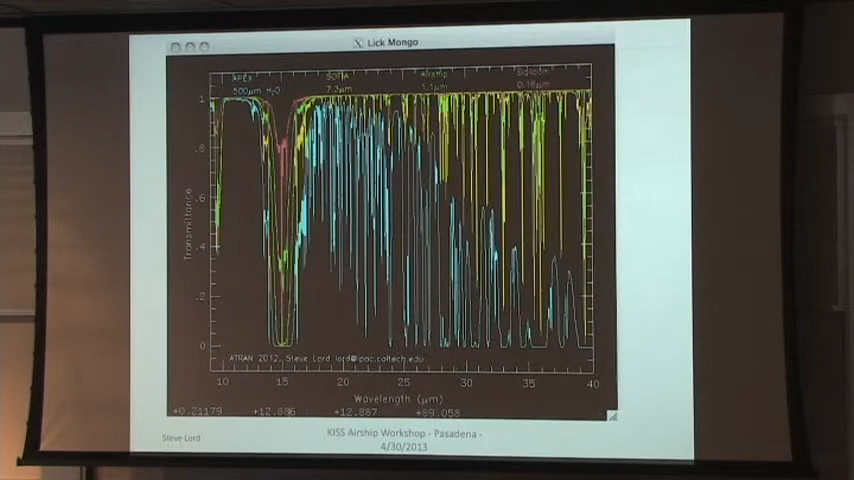 Lick Mongo
APEX SOFIA Airship Balloon
500μm H₂O 7.3μm 1.1μm 0.16μm
1
.8
.6
.4
.2
0
Transmittance
ATRAN 2012, Steve Lord lord@ipac.caltech.edu
10 15 20 25 30 35 40
Wavelength (μm)
+0.21179 +12.886 +12.887 +89.058
Steve Lord
KISS Airship Workshop - Pasadena -
4/30/2013